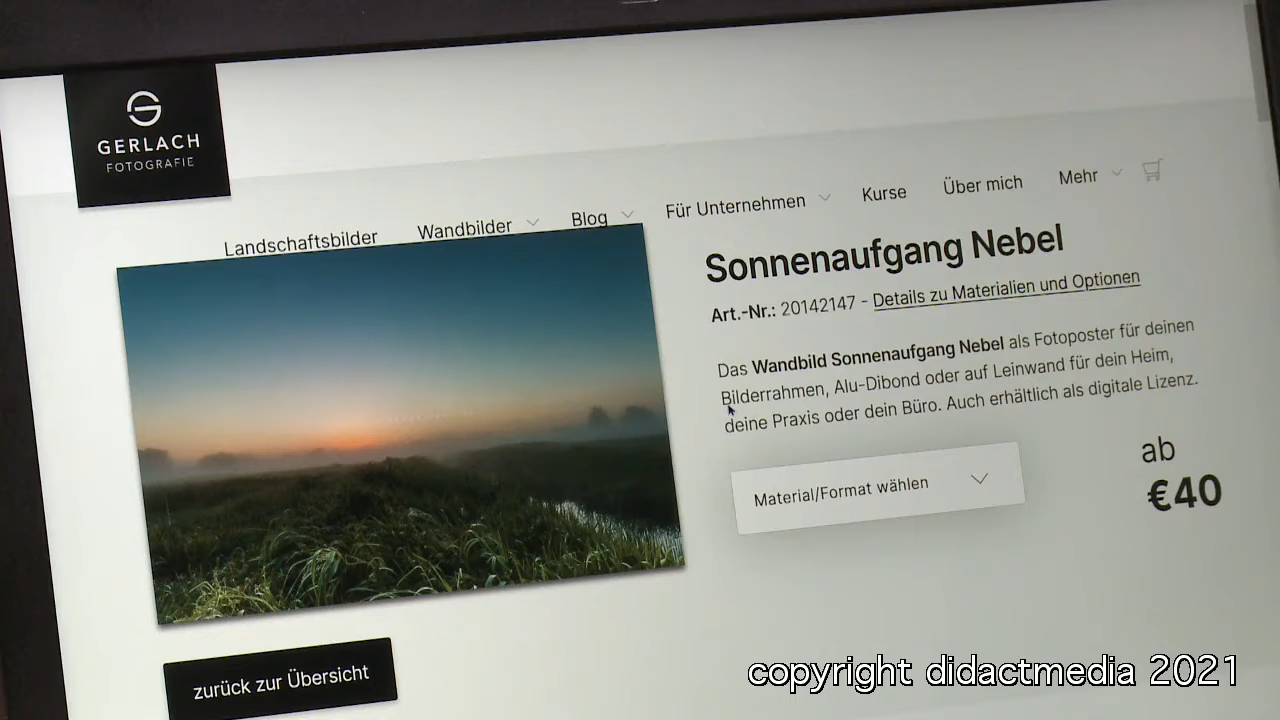 GERLACH
FOTOGRAFIE
Landschaftsbilder Wandbilder Blog Für Unternehmen Kurse Über mich Mehr
Sonnenaufgang Nebel
Art.-Nr.: 20142147 - Details zu Materialien und Optionen
Das Wandbild Sonnenaufgang Nebel als Fotoposter für deinen
Bilderrahmen, Alu-Dibond oder auf Leinwand für dein Heim,
deine Praxis oder dein Büro. Auch erhältlich als digitale Lizenz.
Material/Format wählen
ab
€40
zurück zur Übersicht
copyright didactmedia 2021